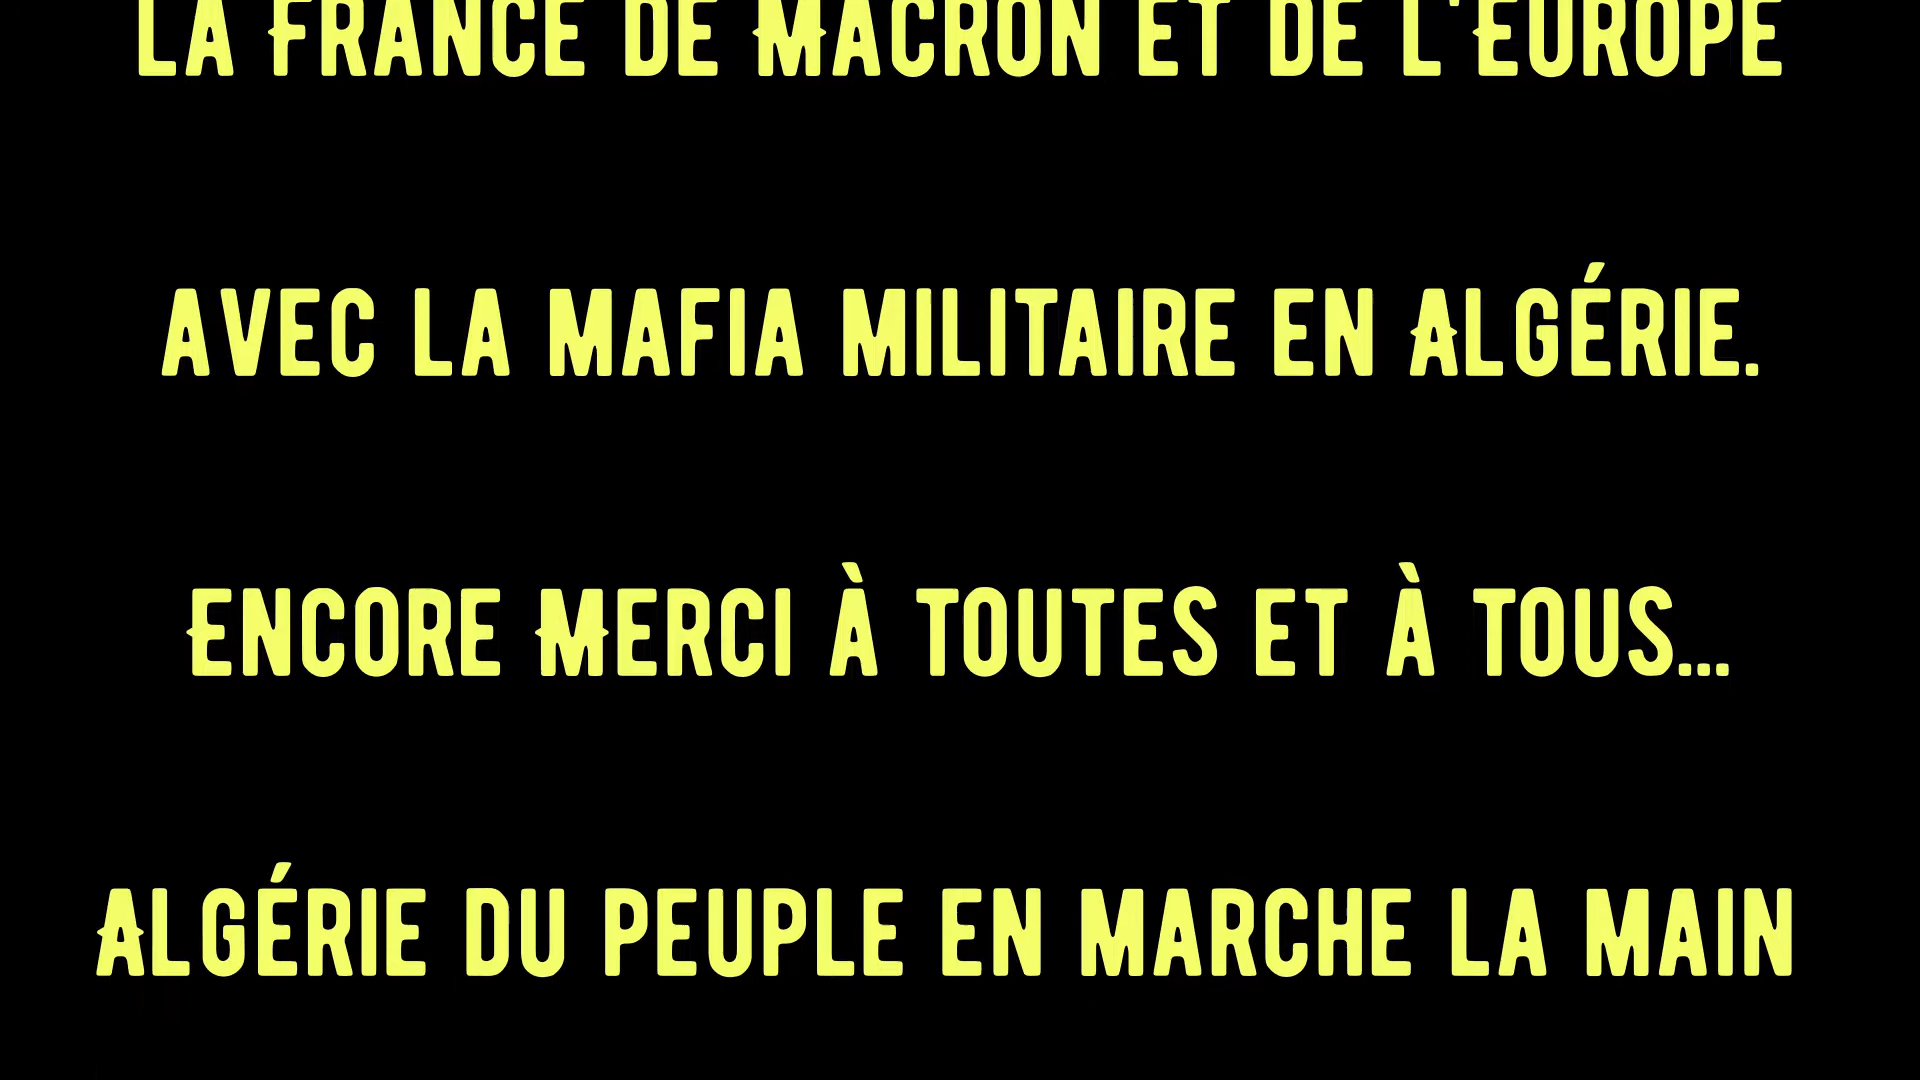 la France de Macron et de l'Europe
avec la mafia militaire en Algérie.
Encore Merci à toutes et à tous...
Algérie du peuple en marche la main